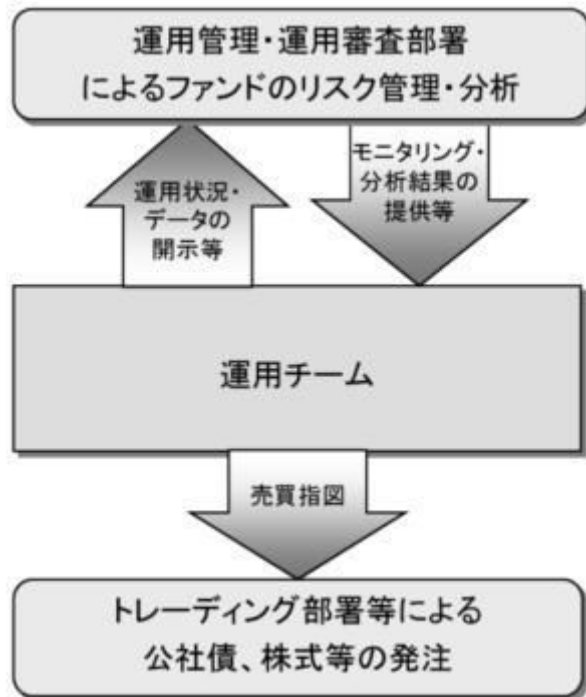 運用管理・運用審査部署
によるファンドのリスク管理・分析
運用状況・
データの
開示等
モニタリング・
分析結果の
提供等
運用チーム
売買指図
トレーディング部署等による
公社債、株式等の発注